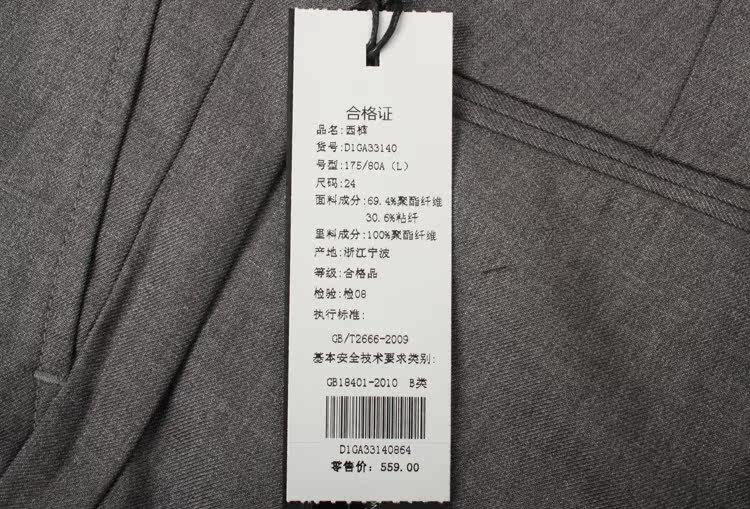 合格证
品名:西裤
货号:D1GA33140
号型:175/80A (L)
尺码:24
面料成分:69.4%聚酯纤维
30.6%粘纤
里料成分:100%聚酯纤维
产地:浙江宁波
等级:合格品
检验:检08
执行标准:
GB/T2666-2009
基本安全技术要求类别:
GB18401-2010 B类
D1GA33140864
零售价: 559.00